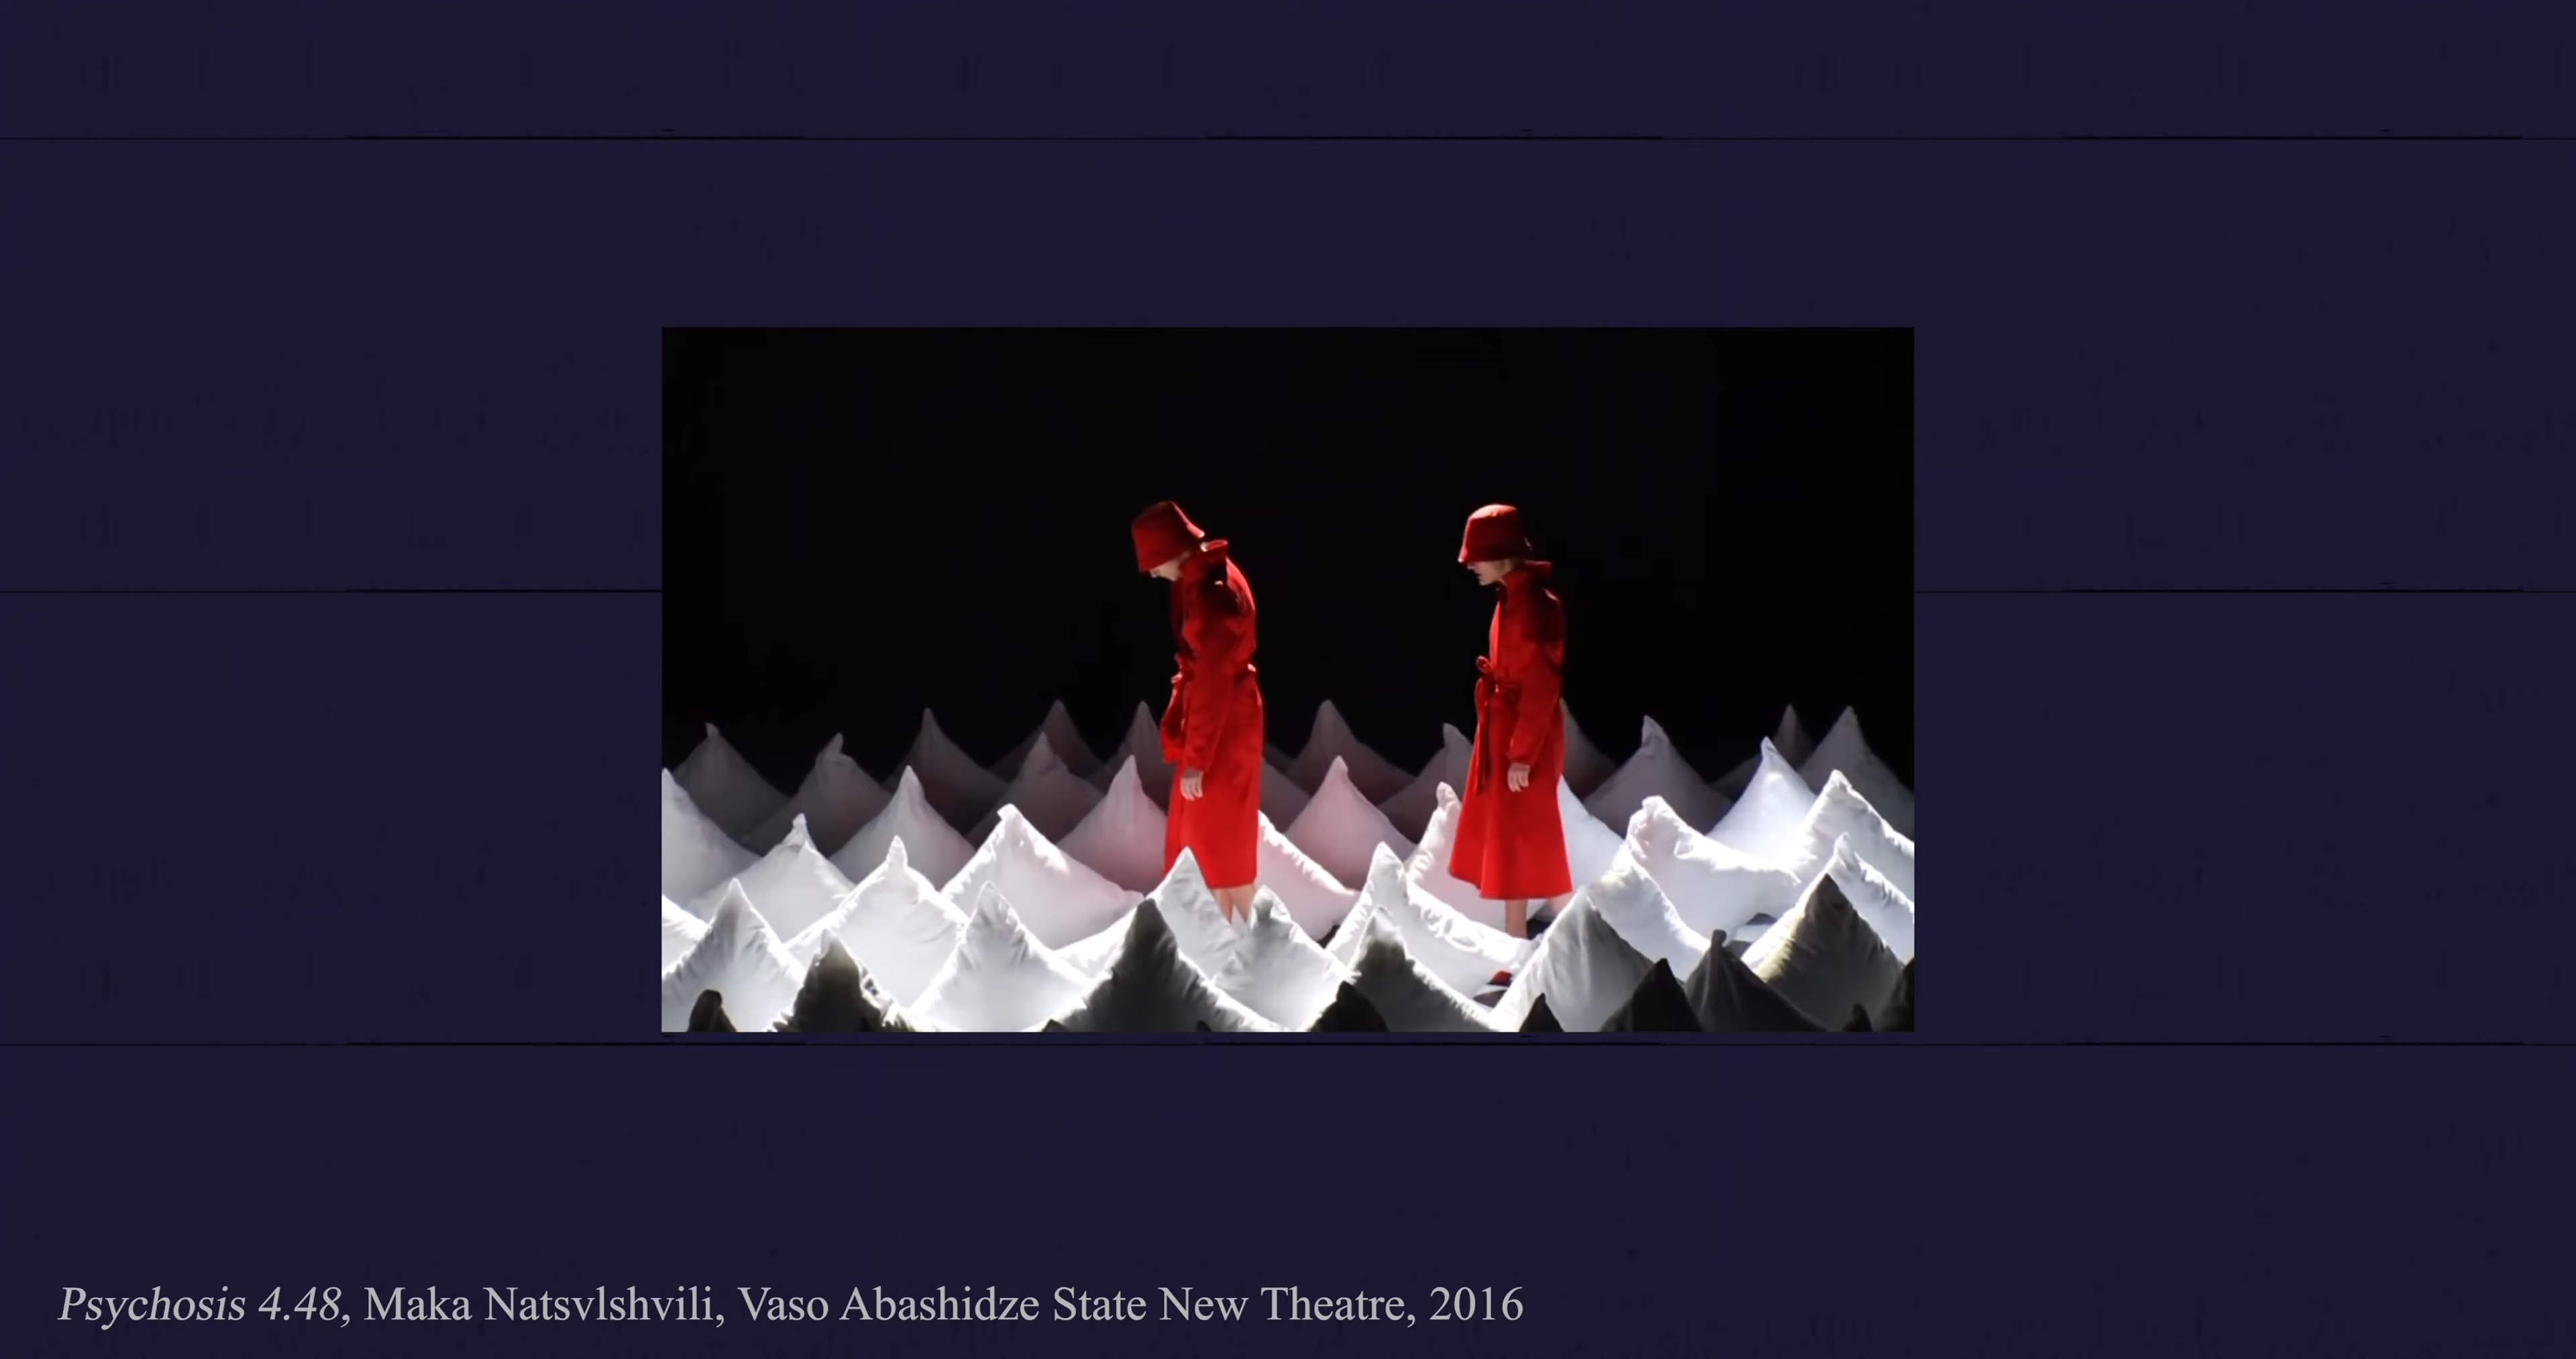 Psychosis 4.48, Maka Natsvlshvili, Vaso Abashidze State New Theatre, 2016